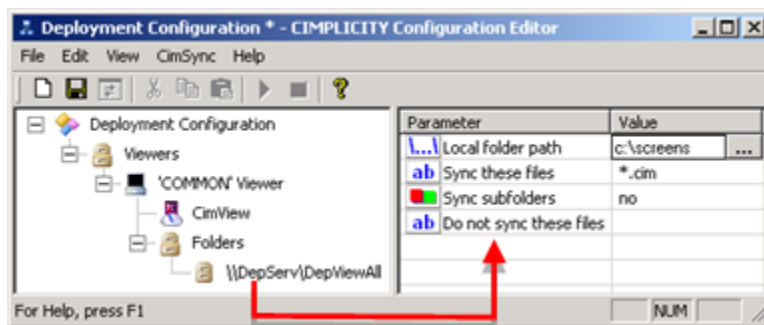 Deployment Configuration * - CIMPLICITY Configuration Editor
File Edit View CimSync Help
Deployment Configuration
Viewers
'COMMON' Viewer
CimView
Folders
\\DepServ\DepViewAll
Parameter Value
\...\ Local folder path c:\screens ...
ab Sync these files *.cim
Sync subfolders no
ab Do not sync these files
For Help, press F1 NUM